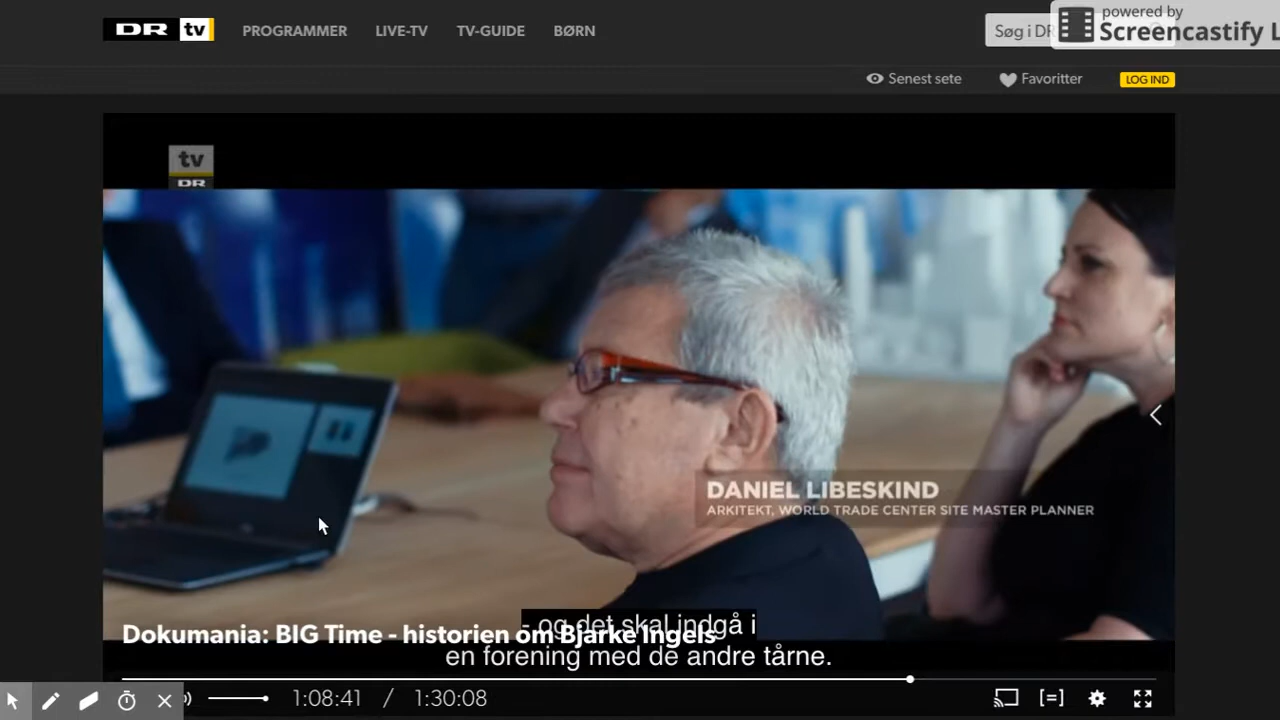 DR tv
PROGRAMMER LIVE-TV TV-GUIDE BØRN
Søg i DR
powered by
Screencastify L
Senest sete Favoritter LOG IND
tv
DR
DANIEL LIBESKIND
ARKITEKT, WORLD TRADE CENTER SITE MASTER PLANNER
- og det skal indgå i
Dokumania: BIG Time - historien om Bjarke Ingels
en forening med de andre tårne.
1:08:41 / 1:30:08